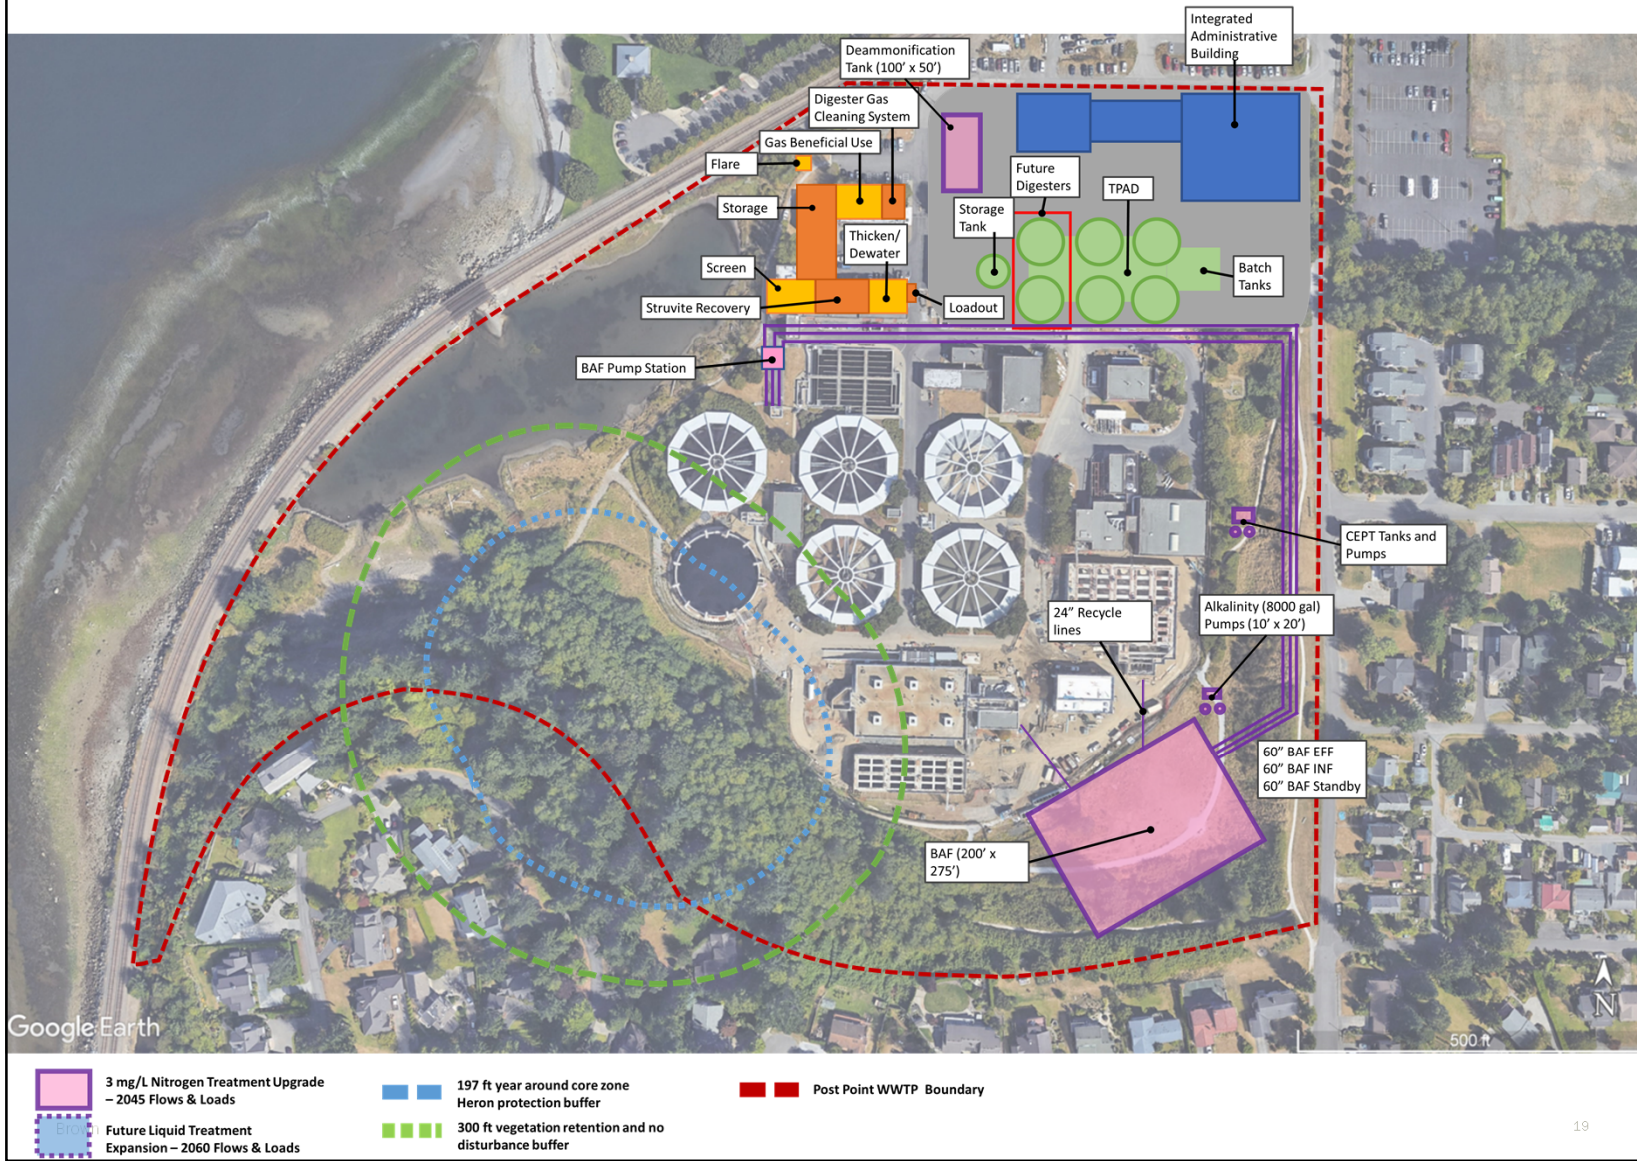 Integrated
Administrative
Building
Deammonification
Tank (100' x 50')
Digester Gas
Cleaning System
Gas Beneficial Use
Flare
Future
Digesters
TPAD
Storage
Storage
Tank
Thicken/
Dewater
Screen
Batch
Tanks
Struvite Recovery
Loadout
BAF Pump Station
CEPT Tanks and
Pumps
24" Recycle
lines
Alkalinity (8000 gal)
Pumps (10' x 20')
60" BAF EFF
60" BAF INF
60" BAF Standby
BAF (200' x
275')
N
Google Earth
500 ft
3 mg/L Nitrogen Treatment Upgrade
– 2045 Flows & Loads
197 ft year around core zone
Heron protection buffer
Post Point WWTP Boundary
Brown
Future Liquid Treatment
Expansion – 2060 Flows & Loads
300 ft vegetation retention and no
disturbance buffer
19